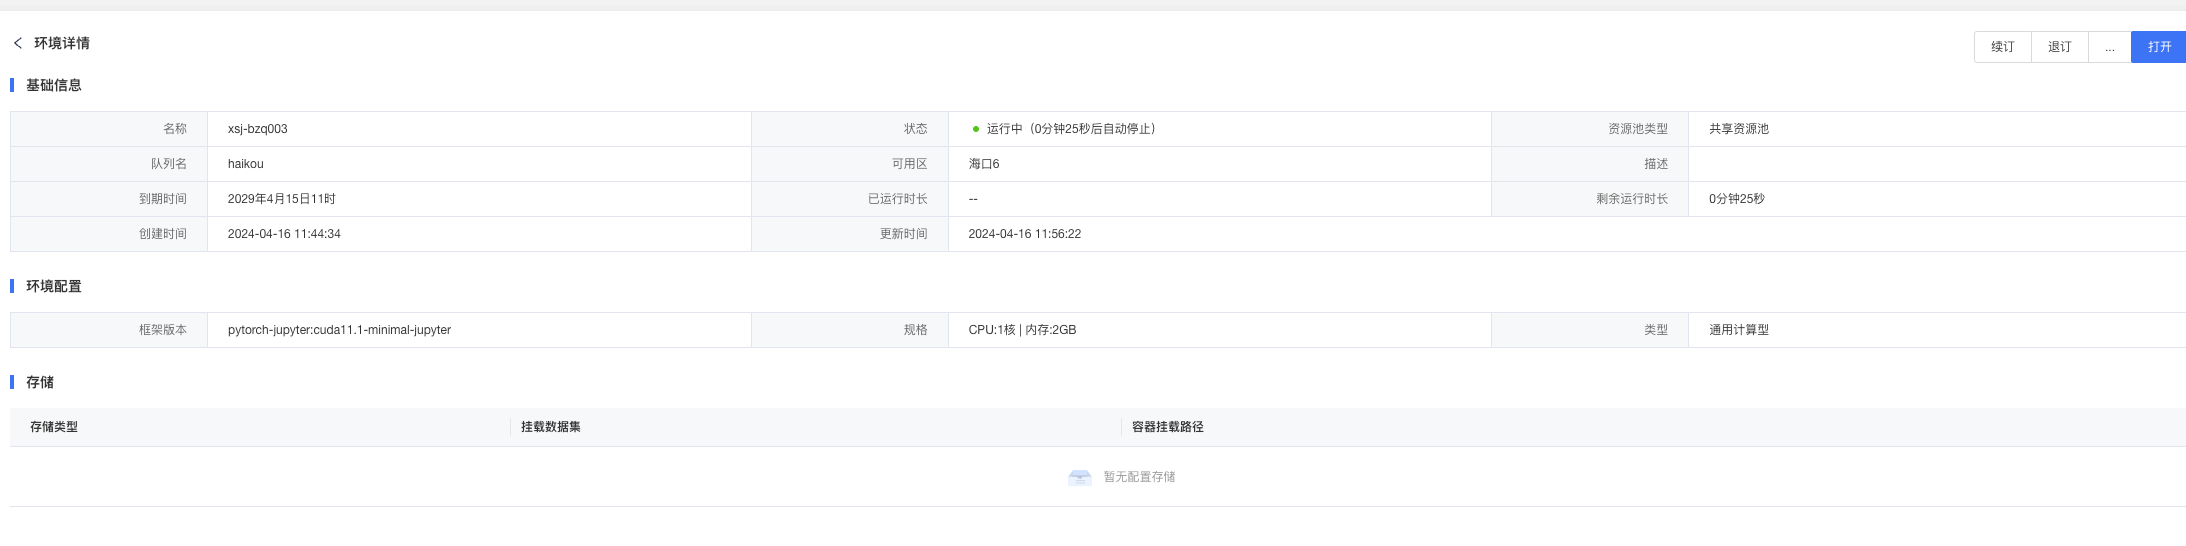 环境详情
续订 退订 ... 打开
基础信息
名称 xsj-bzq003 状态 运行中（0分钟25秒后自动停止） 资源池类型 共享资源池
队列名 haikou 可用区 海口6 描述
到期时间 2029年4月15日11时 已运行时长 -- 剩余运行时长 0分钟25秒
创建时间 2024-04-16 11:44:34 更新时间 2024-04-16 11:56:22
环境配置
框架版本 pytorch-jupyter:cuda11.1-minimal-jupyter 规格 CPU:1核 | 内存:2GB 类型 通用计算型
存储
存储类型 挂载数据集 容器挂载路径
暂无配置存储